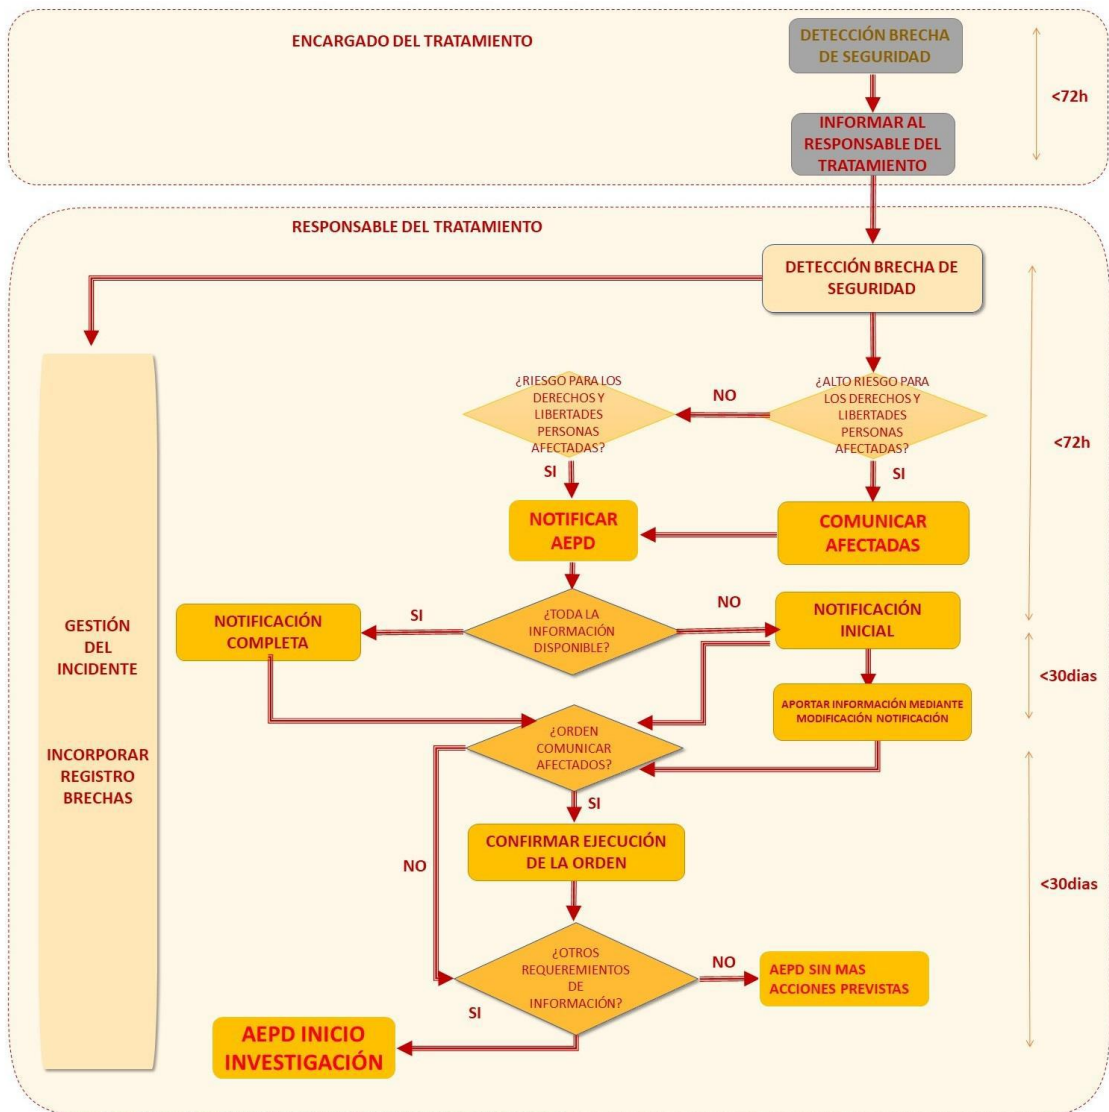 ENCARGADO DEL TRATAMIENTO
DETECCIÓN BRECHA
DE SEGURIDAD
<72h
INFORMAR AL
RESPONSABLE DEL
TRATAMIENTO
RESPONSABLE DEL TRATAMIENTO
DETECCIÓN BRECHA DE
SEGURIDAD
¿RIESGO PARA LOS
DERECHOS Y
LIBERTADES
PERSONAS
AFECTADAS?
NO
¿ALTO RIESGO PARA
LOS DERECHOS Y
LIBERTADES
PERSONAS
AFECTADAS?
<72h
SI
SI
NOTIFICAR
AEPD
COMUNICAR
AFECTADAS
GESTIÓN
DEL
INCIDENTE
INCORPORAR
REGISTRO
BRECHAS
NOTIFICACIÓN
COMPLETA
SI
¿TODA LA
INFORMACIÓN
DISPONIBLE?
NO
NOTIFICACIÓN
INICIAL
<30dias
APORTAR INFORMACIÓN MEDIANTE
MODIFICACIÓN NOTIFICACIÓN
¿ORDEN
COMUNICAR
AFECTADOS?
SI
NO
CONFIRMAR EJECUCIÓN
DE LA ORDEN
<30dias
¿OTROS
REQUEREMIENTOS
DE
INFORMACIÓN?
NO
AEPD SIN MAS
ACCIONES PREVISTAS
SI
AEPD INICIO
INVESTIGACIÓN